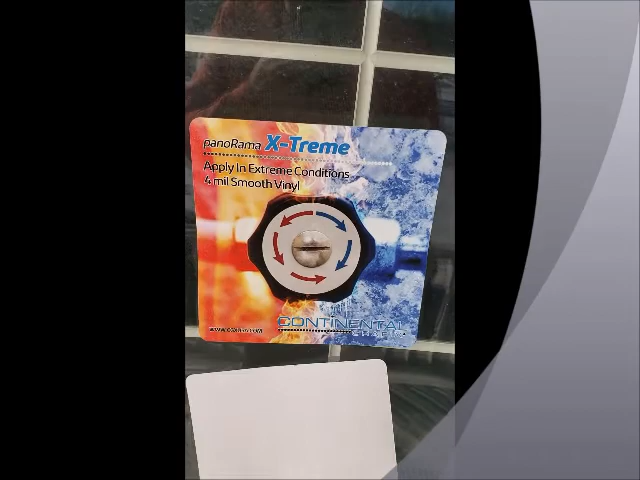 panoRama X-Treme
Apply In Extreme Conditions
4 mil Smooth Vinyl
CONTINENTAL